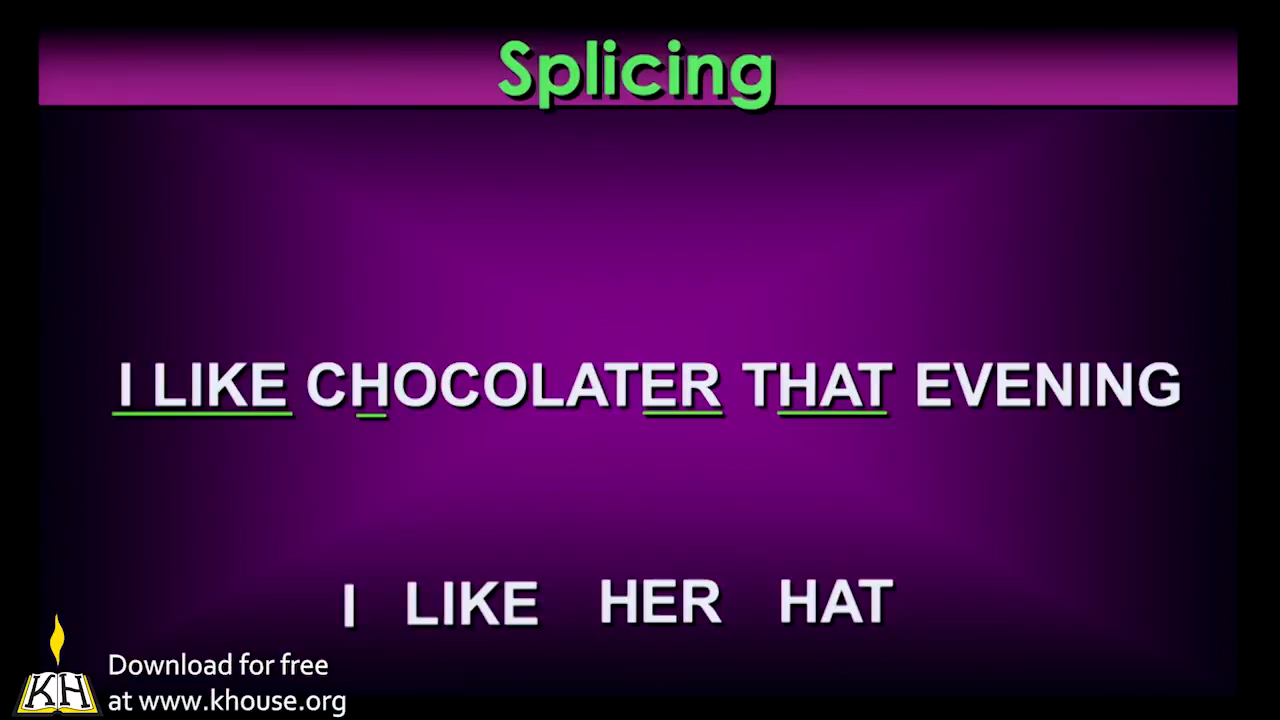 Splicing
I LIKE CHOCOLATER THAT EVENING
I LIKE HER HAT
KH
Download for free
at www.khouse.org